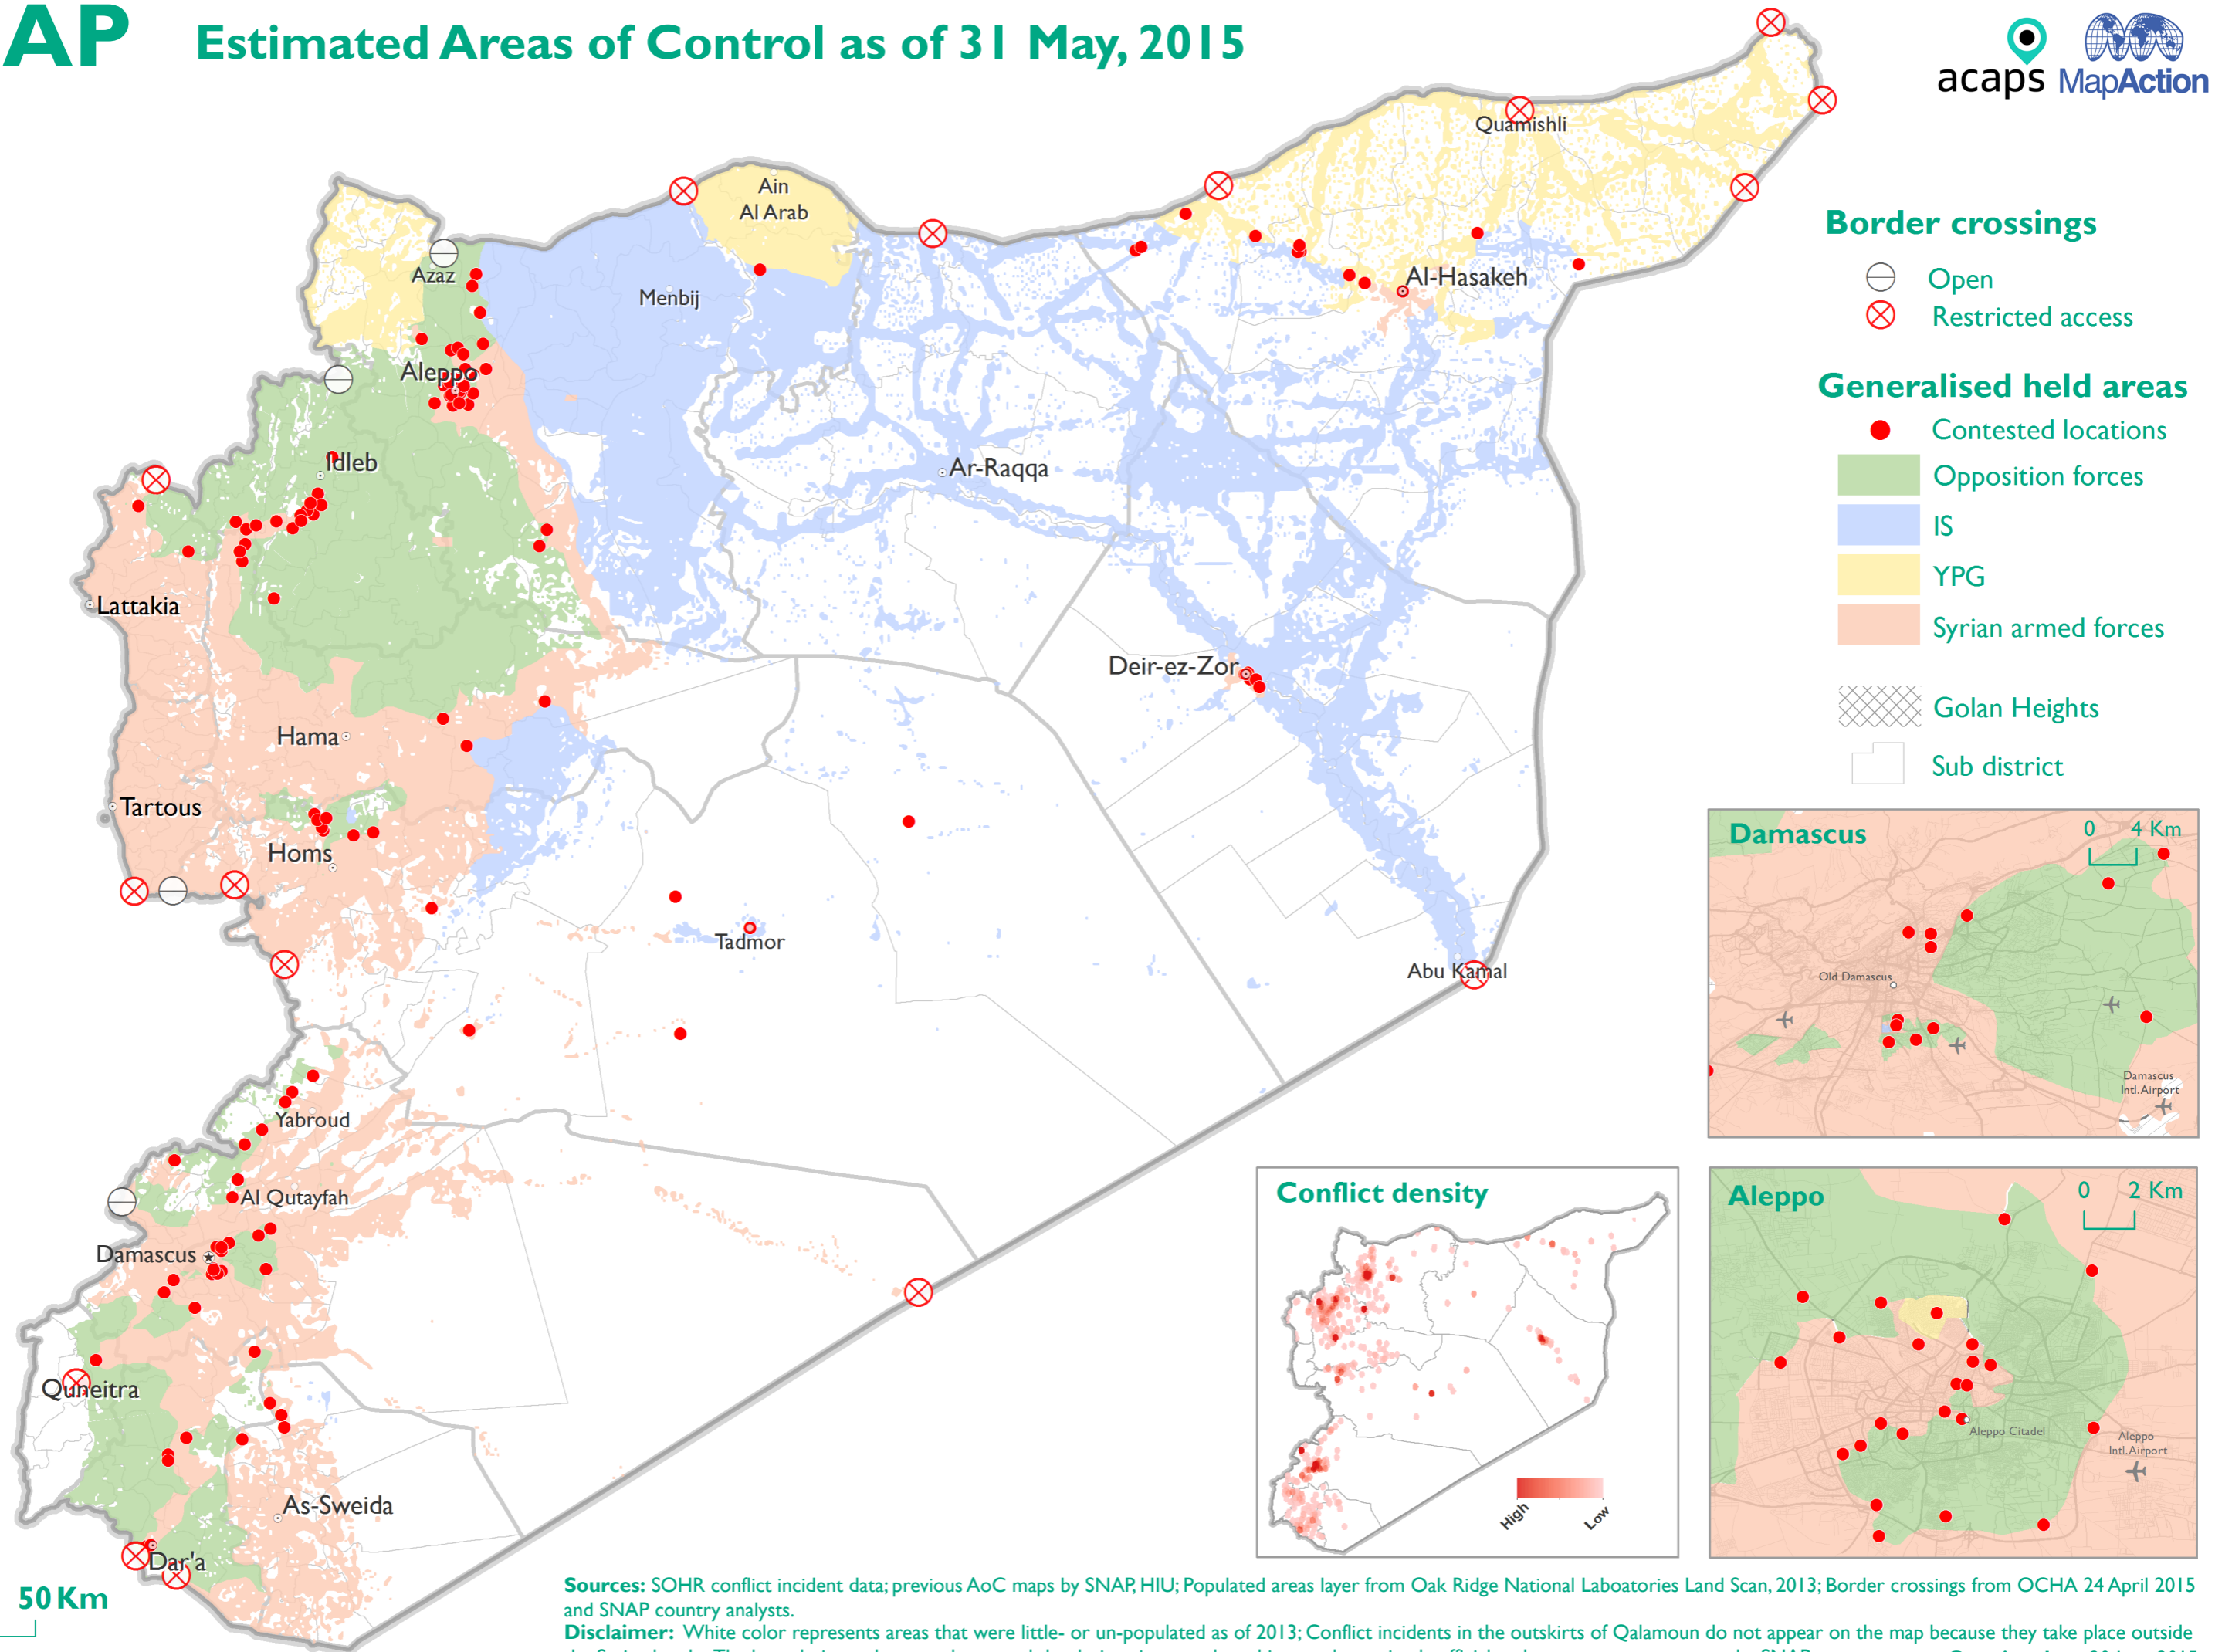 AP
Estimated Areas of Control as of 31 May, 2015
acaps MapAction
Border crossings
Open
Restricted access
Generalised held areas
Contested locations
Opposition forces
IS
YPG
Syrian armed forces
Golan Heights
Sub district
Quamishli
Ain
Al Arab
Azaz
Menbij
Al-Hasakeh
Aleppo
Idleb
Ar-Raqqa
Lattakia
Deir-ez-Zor
Hama
Tartous
Homs
Tadmor
Abu Kamal
Yabroud
Al Qutayfah
Damascus
Quneitra
As-Sweida
Dar'a
50 Km
Damascus
0 4 Km
Old Damascus
Damascus
Intl.Airport
Conflict density
High
Low
Aleppo
0 2 Km
Aleppo Citadel
Aleppo
Intl.Airport
Sources: SOHR conflict incident data; previous AoC maps by SNAP, HIU; Populated areas layer from Oak Ridge National Laboatories Land Scan, 2013; Border crossings from OCHA 24 April 2015
and SNAP country analysts.
Disclaimer: White color represents areas that were little- or un-populated as of 2013; Conflict incidents in the outskirts of Qalamoun do not appear on the map because they take place outside